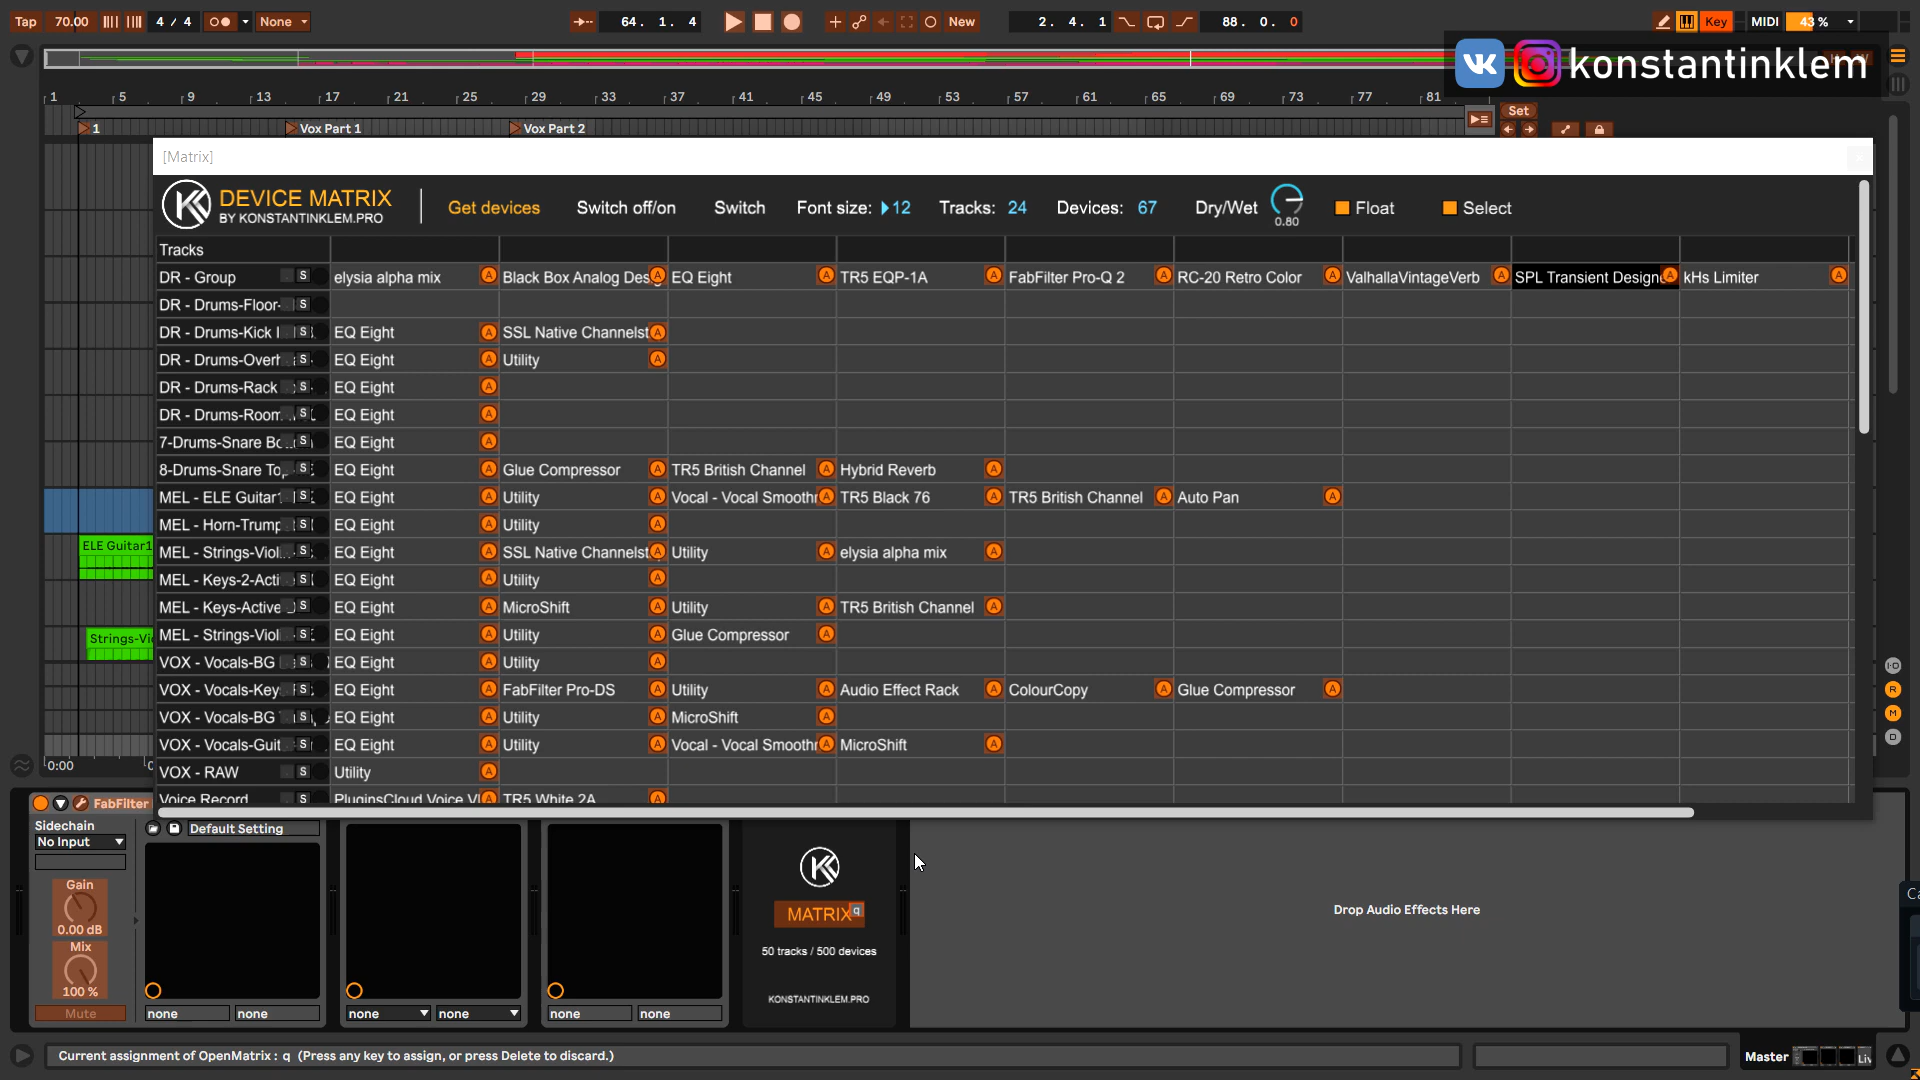 Tap 70.00 4 / 4 None 64. 1. 4 New 2. 4. 1 88. 0. 0 Key MIDI 43 %
konstantinklem
1 5 9 13 17 21 25 29 33 37 41 45 49 53 57 61 65 69 73 77 81
Set
1 Vox Part 1 Vox Part 2
[Matrix]
DEVICE MATRIX
BY KONSTANTINKLEM.PRO
Get devices Switch off/on Switch Font size: 12 Tracks: 24 Devices: 67 Dry/Wet 0.80 Float Select
Tracks
DR - Group S elysia alpha mix A Black Box Analog Des A EQ Eight A TR5 EQP-1A A FabFilter Pro-Q 2 A RC-20 Retro Color A ValhallaVintageVerb A SPL Transient Designe A kHs Limiter A
DR - Drums-Floor- S
DR - Drums-Kick S EQ Eight A SSL Native Channelst A
DR - Drums-Overh S EQ Eight A Utility A
DR - Drums-Rack S EQ Eight A
DR - Drums-Room S EQ Eight A
7-Drums-Snare Bo S EQ Eight A
8-Drums-Snare To S EQ Eight A Glue Compressor A TR5 British Channel A Hybrid Reverb A
MEL - ELE Guitar1 S EQ Eight A Utility A Vocal - Vocal Smoothr A TR5 Black 76 A TR5 British Channel A Auto Pan A
MEL - Horn-Trump S EQ Eight A Utility A
MEL - Strings-Viol S EQ Eight A SSL Native Channelst A Utility A elysia alpha mix A
MEL - Keys-2-Acti S EQ Eight A Utility A
MEL - Keys-Active S EQ Eight A MicroShift A Utility A TR5 British Channel A
MEL - Strings-Viol S EQ Eight A Utility A Glue Compressor A
VOX - Vocals-BG S EQ Eight A Utility A
VOX - Vocals-Key S EQ Eight A FabFilter Pro-DS A Utility A Audio Effect Rack A ColourCopy A Glue Compressor A
VOX - Vocals-BG S EQ Eight A Utility A MicroShift A
VOX - Vocals-Guit S EQ Eight A Utility A Vocal - Vocal Smoothr A MicroShift A
VOX - RAW S Utility A
Voice Record S PluginsCloud Voice A TR5 White 2A A
ELE Guitar1
Strings-Vi
0:00
R
M
D
FabFilter
Sidechain
No Input
Gain
0.00 dB
Mix
100 %
Mute
Default Setting
none none none none none none
MATRIX q
50 tracks / 500 devices
KONSTANTINKLEM.PRO
Drop Audio Effects Here
Current assignment of OpenMatrix : q (Press any key to assign, or press Delete to discard.)
Master